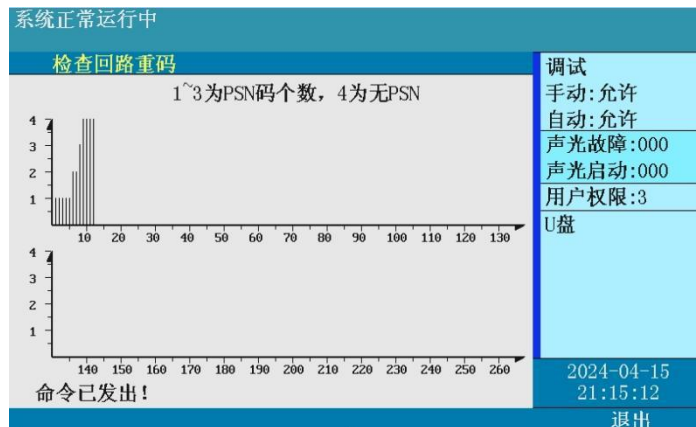 系统正常运行中
检查回路重码
1~3为PSN码个数，4为无PSN
4
3
2
1
10 20 30 40 50 60 70 80 90 100 110 120 130
4
3
2
1
140 150 160 170 180 190 200 210 220 230 240 250 260
命令已发出！
调试
手动:允许
自动:允许
声光故障:000
声光启动:000
用户权限:3
U盘
2024-04-15
21:15:12
退出